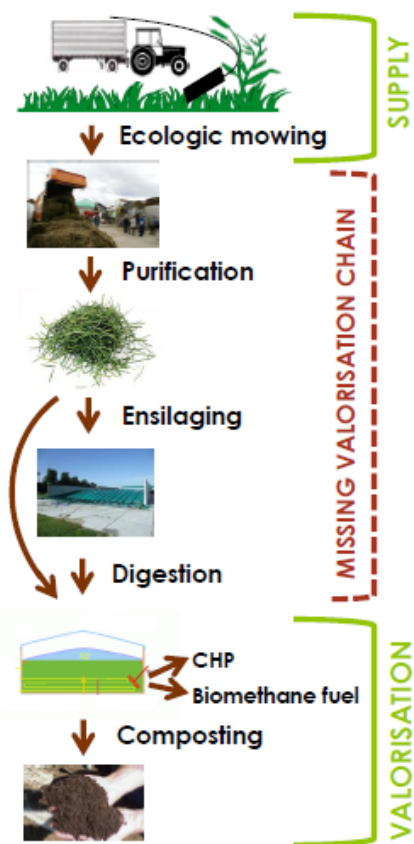 SUPPLY
Ecologic mowing
Purification
MISSING VALORISATION CHAIN
Ensilaging
Digestion
CHP
Biomethane fuel
VALORISATION
Composting